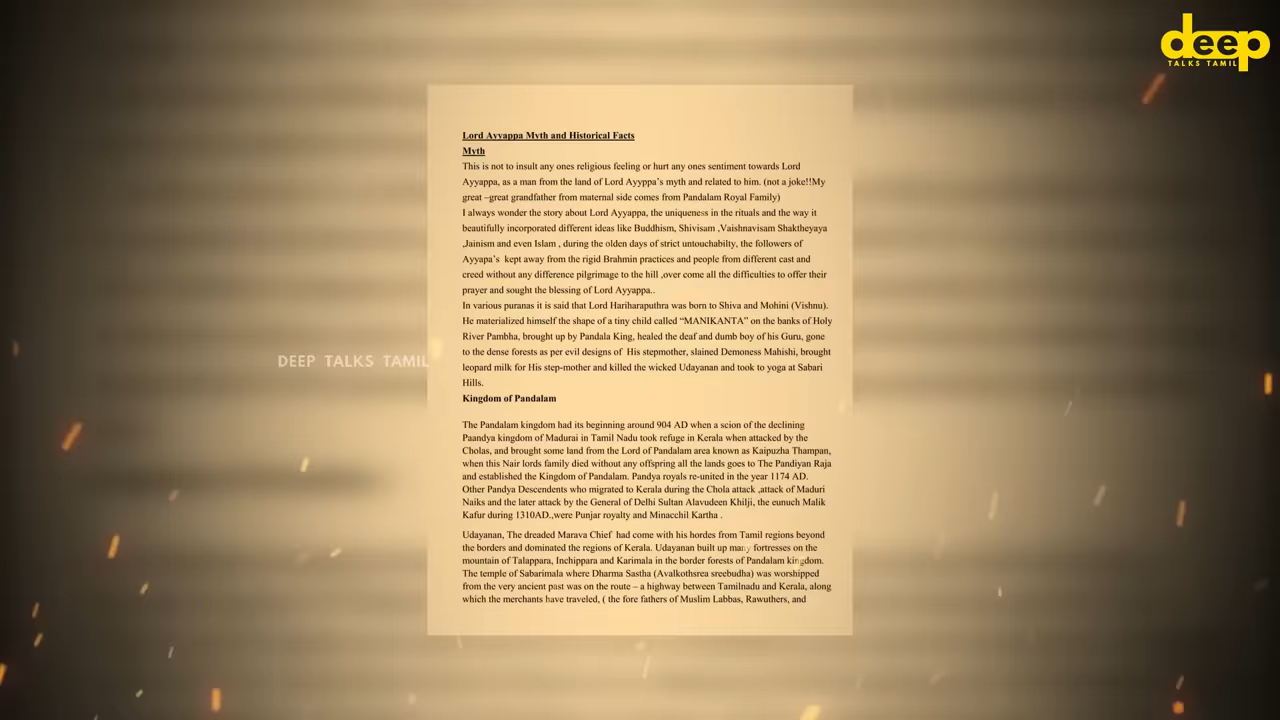 deep
TALKS TAMIL
DEEP TALKS TAMIL
Lord Ayyappa Myth and Historical Facts
Myth
This is not to insult any ones religious feeling or hurt any ones sentiment towards Lord
Ayyappa, as a man from the land of Lord Ayyppa's myth and related to him. (not a joke!!My
great –great grandfather from maternal side comes from Pandalam Royal Family)
I always wonder the story about Lord Ayyappa, the uniqueness in the rituals and the way it
beautifully incorporated different ideas like Buddhism, Shivisam ,Vaishnavisam Shaktheyaya
,Jainism and even Islam , during the olden days of strict untouchabilty, the followers of
Ayyapa's kept away from the rigid Brahmin practices and people from different cast and
creed without any difference pilgrimage to the hill ,over come all the difficulties to offer their
prayer and sought the blessing of Lord Ayyappa..
In various puranas it is said that Lord Hariharaputhra was born to Shiva and Mohini (Vishnu).
He materialized himself the shape of a tiny child called “MANIKANTA” on the banks of Holy
River Pambha, brought up by Pandala King, healed the deaf and dumb boy of his Guru, gone
to the dense forests as per evil designs of His stepmother, slained Demoness Mahishi, brought
leopard milk for His step-mother and killed the wicked Udayanan and took to yoga at Sabari
Hills.
Kingdom of Pandalam
The Pandalam kingdom had its beginning around 904 AD when a scion of the declining
Paandya kingdom of Madurai in Tamil Nadu took refuge in Kerala when attacked by the
Cholas, and brought some land from the Lord of Pandalam area known as Kaipuzha Thampan,
when this Nair lords family died without any offspring all the lands goes to The Pandiyan Raja
and established the Kingdom of Pandalam. Pandya royals re-united in the year 1174 AD.
Other Pandya Descendents who migrated to Kerala during the Chola attack ,attack of Maduri
Naiks and the later attack by the General of Delhi Sultan Alavudeen Khilji, the eunuch Malik
Kafur during 1310AD.,were Punjar royalty and Minacchil Kartha .
Udayanan, The dreaded Marava Chief had come with his hordes from Tamil regions beyond
the borders and dominated the regions of Kerala. Udayanan built up many fortresses on the
mountain of Talappara, Inchippara and Karimala in the border forests of Pandalam kingdom.
The temple of Sabarimala where Dharma Sastha (Avalkothsrea sreebudha) was worshipped
from the very ancient past was on the route – a highway between Tamilnadu and Kerala, along
which the merchants have traveled, ( the fore fathers of Muslim Labbas, Rawuthers, and